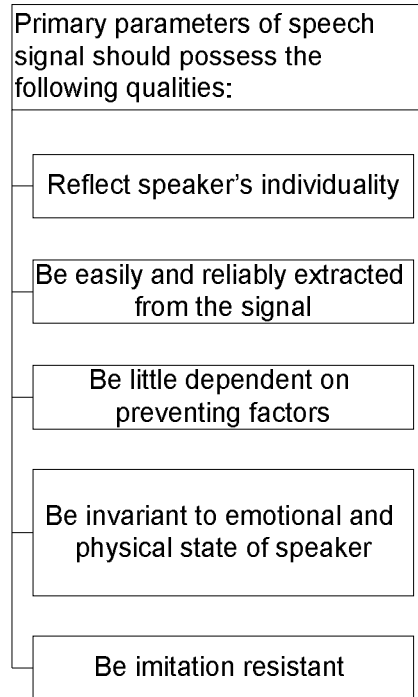 Primary parameters of speech
signal should possess the
following qualities:
Reflect speaker's individuality
Be easily and reliably extracted
from the signal
Be little dependent on
preventing factors
Be invariant to emotional and
physical state of speaker
Be imitation resistant